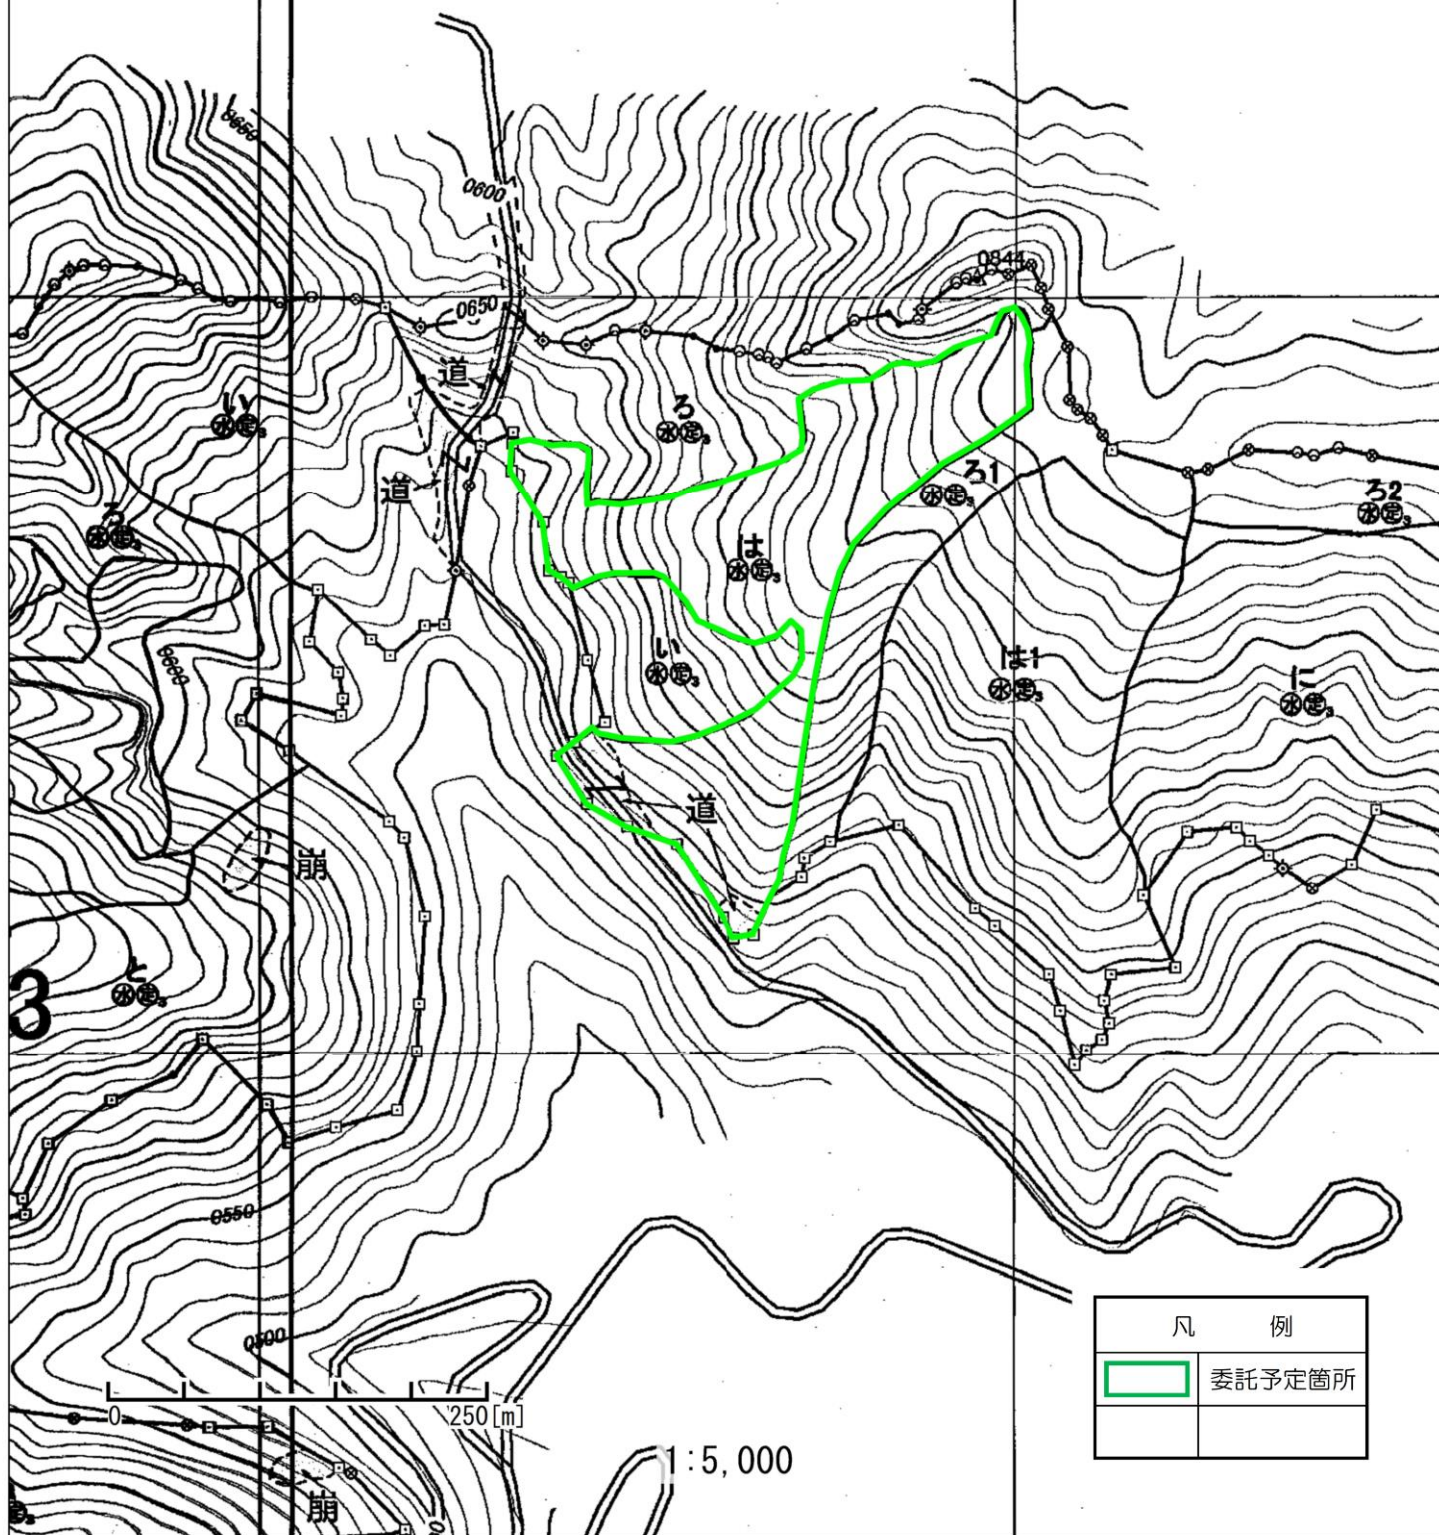 0650
0600
0844
0650
道
い
水定3
ろ
水定3
道
ろ1
水定3
ろ2
水定3
ろ
水定3
は
水定3
0600
い
水定3
は1
水定3
に
水定3
道
崩
と
水定3
3
0550
0500
凡 例
委託予定箇所
0 250[m]
1:5,000
崩